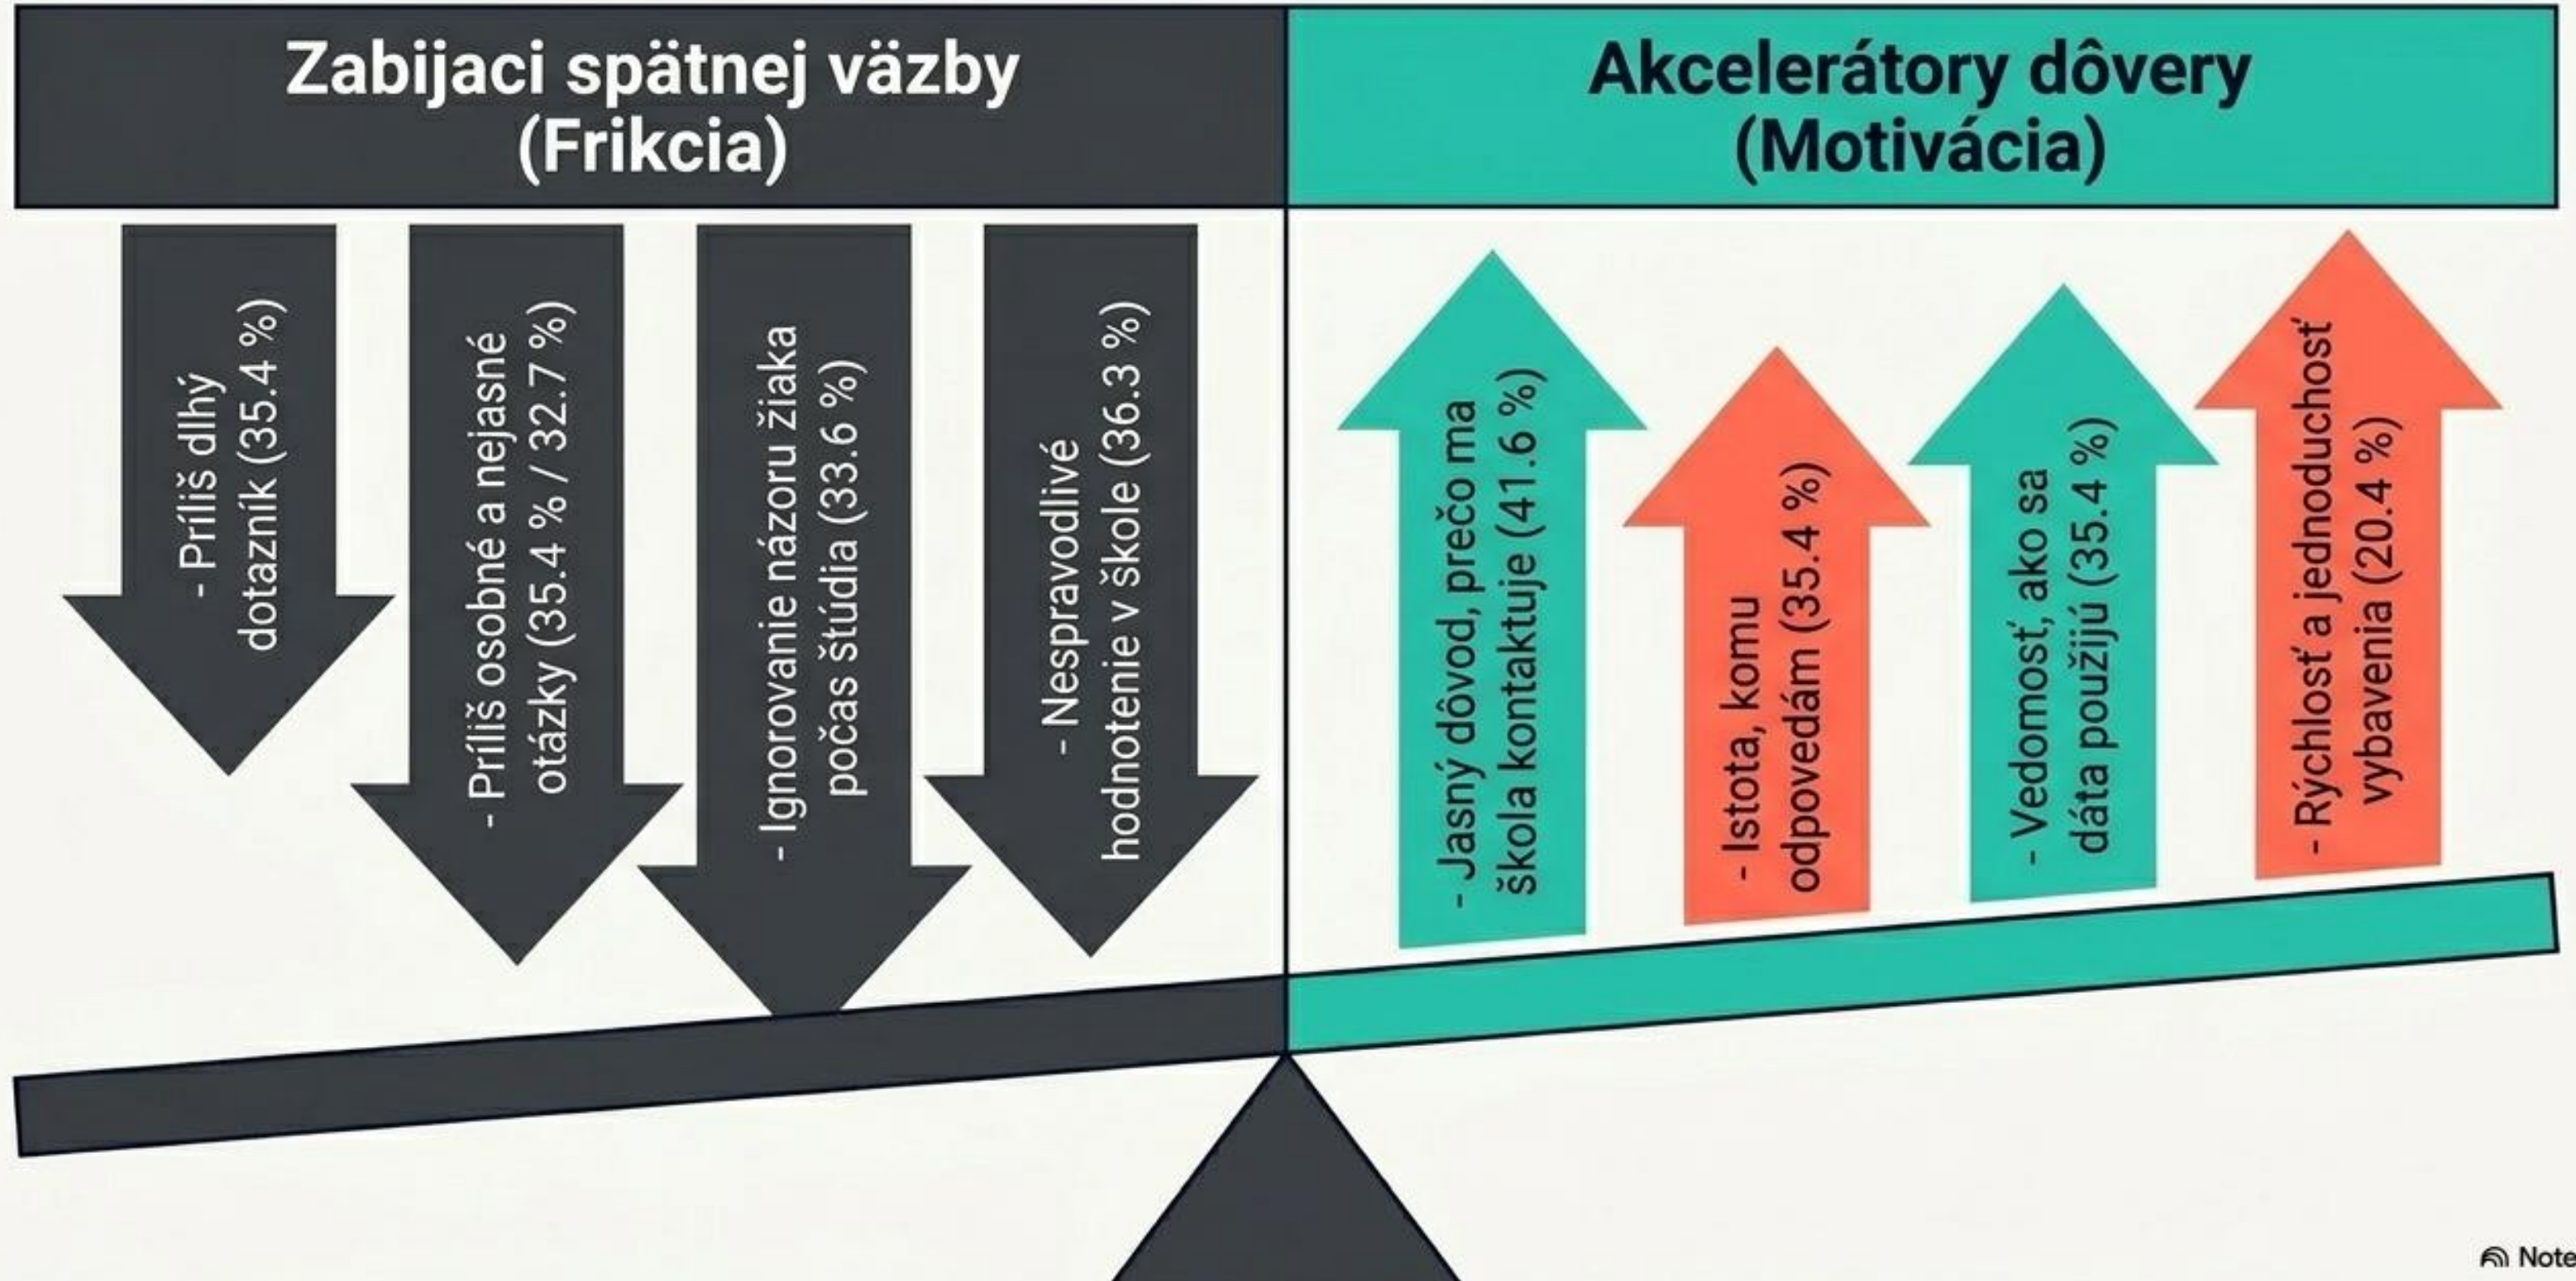 Zabijaci spätnej väzby
(Frikcia)
Akcelerátory dôvery
(Motivácia)
- Príliš dlhý
dotazník (35.4 %)
- Príliš osobné a nejasné
otázky (35.4 % / 32.7 %)
- Ignorovanie názoru žiaka
počas štúdia (33.6 %)
- Nespravodlivé
hodnotenie v škole (36.3 %)
- Jasný dôvod, prečo ma
škola kontaktuje (41.6 %)
- Istota, komu
odpovedám (35.4 %)
- Vedomosť, ako sa
dáta použijú (35.4 %)
- Rýchlosť a jednoduchosť
vybavenia (20.4 %)
Note